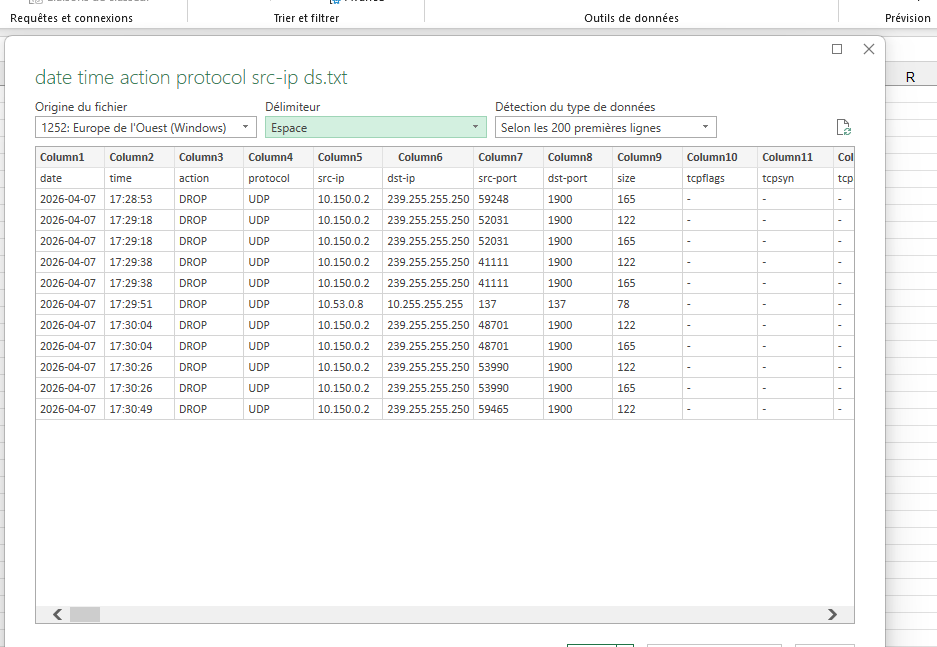 Requêtes et connexions Trier et filtrer Outils de données Prévision
date time action protocol src-ip ds.txt
R
Origine du fichier Délimiteur Détection du type de données
1252: Europe de l'Ouest (Windows) Espace Selon les 200 premières lignes
Column1 Column2 Column3 Column4 Column5 Column6 Column7 Column8 Column9 Column10 Column11 Col
date time action protocol src-ip dst-ip src-port dst-port size tcpflags tcpsyn tcp
2026-04-07 17:28:53 DROP UDP 10.150.0.2 239.255.255.250 59248 1900 165 - - -
2026-04-07 17:29:18 DROP UDP 10.150.0.2 239.255.255.250 52031 1900 122 - - -
2026-04-07 17:29:18 DROP UDP 10.150.0.2 239.255.255.250 52031 1900 165 - - -
2026-04-07 17:29:38 DROP UDP 10.150.0.2 239.255.255.250 41111 1900 122 - - -
2026-04-07 17:29:38 DROP UDP 10.150.0.2 239.255.255.250 41111 1900 165 - - -
2026-04-07 17:29:51 DROP UDP 10.53.0.8 10.255.255.255 137 137 78 - - -
2026-04-07 17:30:04 DROP UDP 10.150.0.2 239.255.255.250 48701 1900 122 - - -
2026-04-07 17:30:04 DROP UDP 10.150.0.2 239.255.255.250 48701 1900 165 - - -
2026-04-07 17:30:26 DROP UDP 10.150.0.2 239.255.255.250 53990 1900 122 - - -
2026-04-07 17:30:26 DROP UDP 10.150.0.2 239.255.255.250 53990 1900 165 - - -
2026-04-07 17:30:49 DROP UDP 10.150.0.2 239.255.255.250 59465 1900 122 - - -